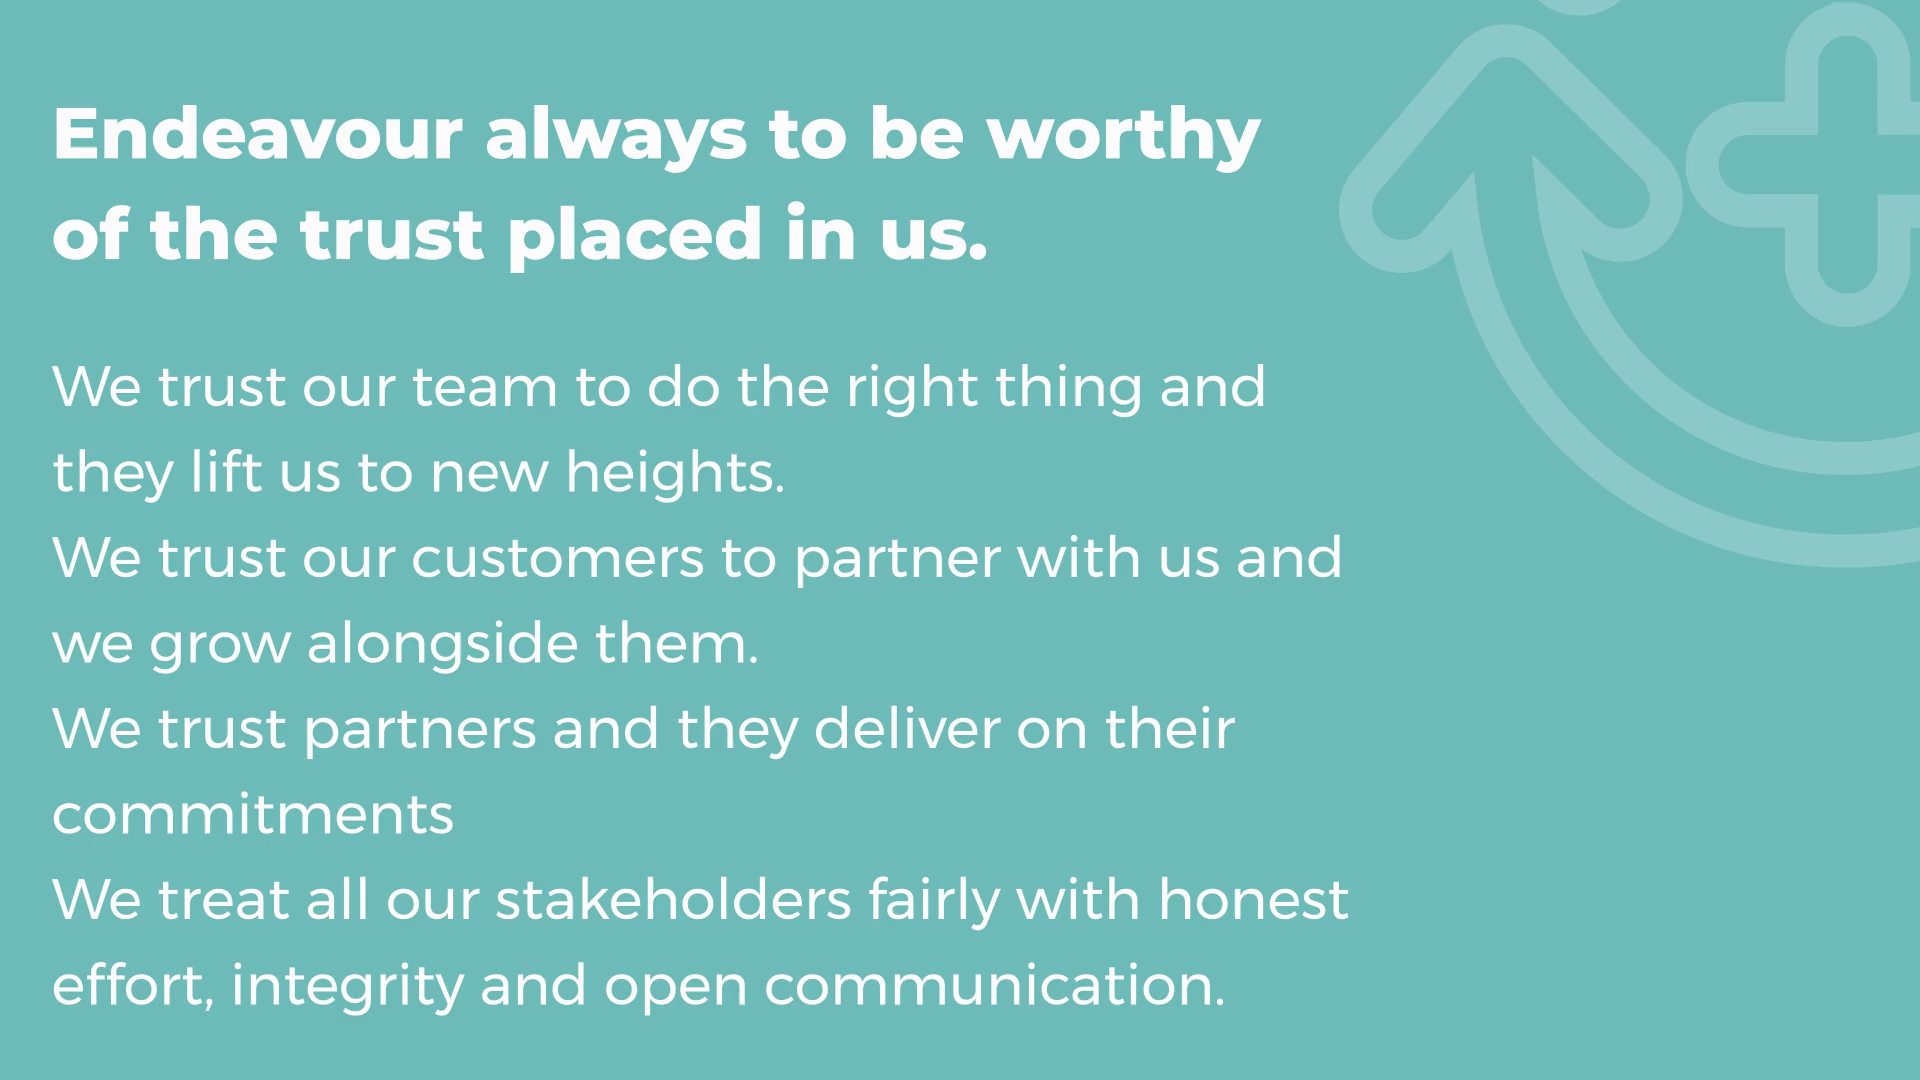 Endeavour always to be worthy
of the trust placed in us.
We trust our team to do the right thing and
they lift us to new heights.
We trust our customers to partner with us and
we grow alongside them.
We trust partners and they deliver on their
commitments
We treat all our stakeholders fairly with honest
effort, integrity and open communication.